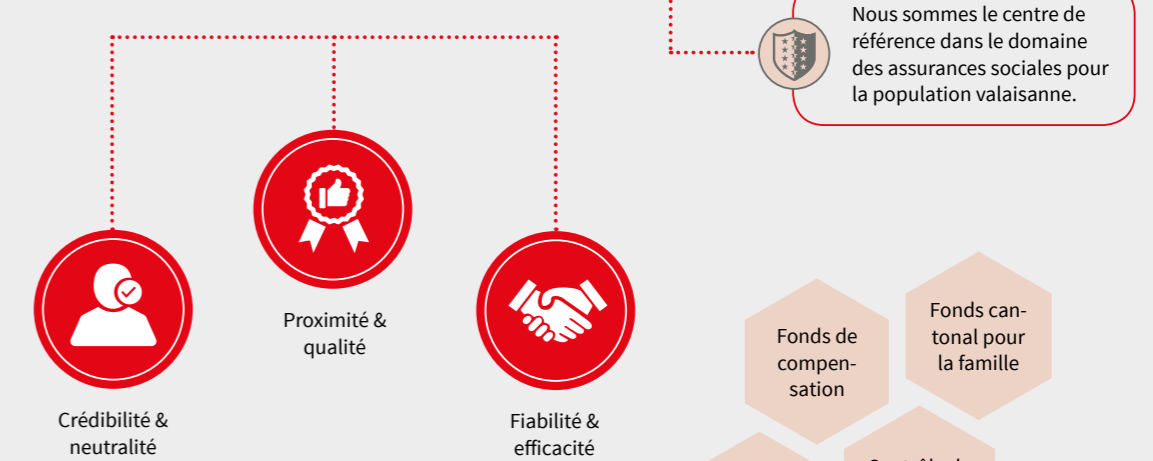 Nous sommes le centre de
référence dans le domaine
des assurances sociales pour
la population valaisanne.
Proximité &
qualité
Crédibilité &
neutralité
Fiabilité &
efficacité
Fonds de
compen-
sation
Fonds can-
tonal pour
la famille